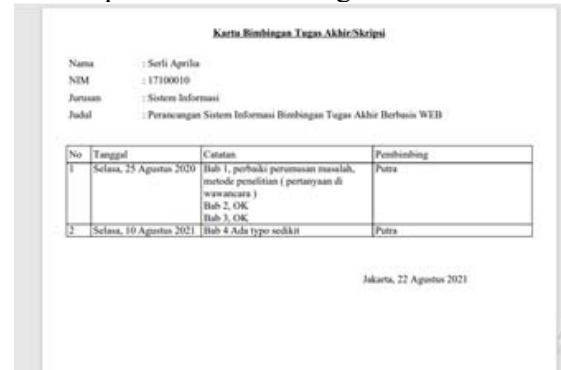 Kartu Bimbingan Tugas Akhir/Skripsi
Nama : Serli Aprilia
NIM : 17100010
Jurusan : Sistem Informasi
Judul : Perancangan Sistem Informasi Bimbingan Tugas Akhir Berbasis WEB
No Tanggal Catatan Pembimbing
1 Selasa, 25 Agustus 2020 Bab 1, perbaiki perumusan masalah, Putra
metode penelitian ( pertanyaan di
wawancara )
Bab 2, OK
Bab 3, OK
2 Selasa, 10 Agustus 2021 Bab 4 Ada typo sedikit Putra
Jakarta, 22 Agustus 2021